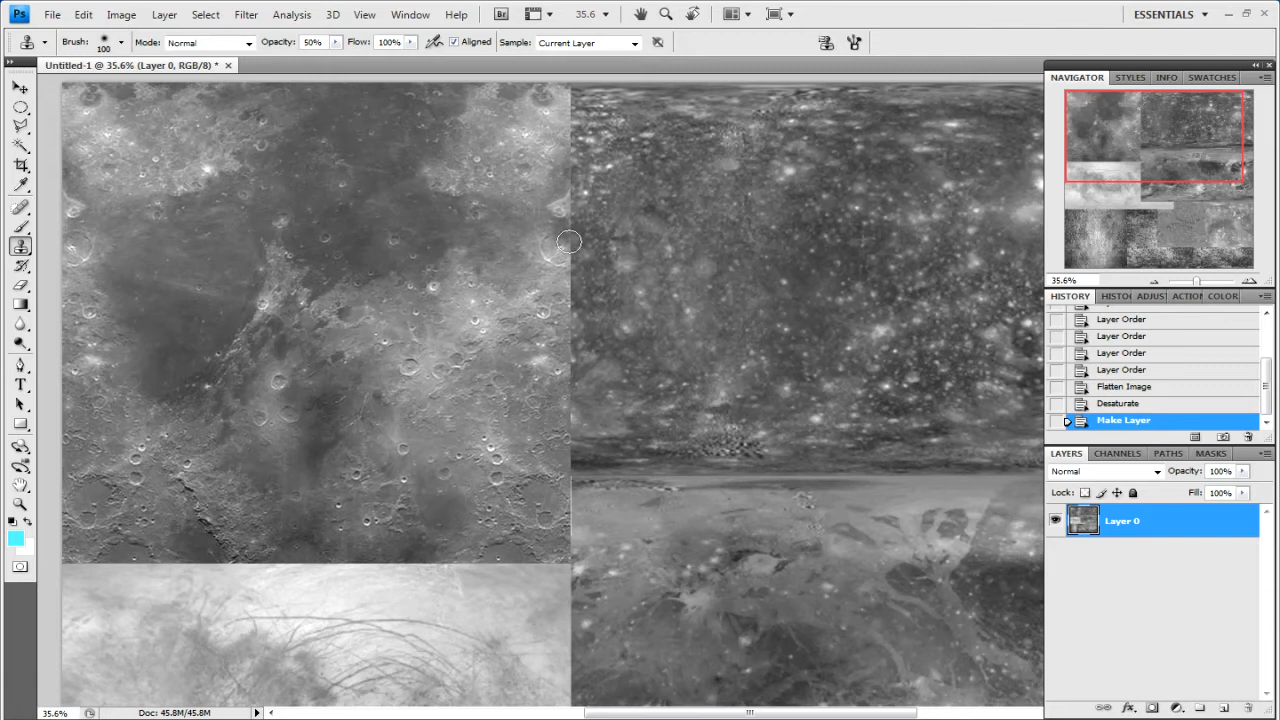 Ps File Edit Image Layer Select Filter Analysis 3D View Window Help Br 35.6 ESSENTIALS
Brush: 100 Mode: Normal Opacity: 50% Flow: 100% Aligned Sample: Current Layer
Untitled-1 @ 35.6% (Layer 0, RGB/8) *
NAVIGATOR STYLES INFO SWATCHES
35.6%
HISTORY HISTO ADJUS ACTION COLOR
Layer Order
Layer Order
Layer Order
Layer Order
Flatten Image
Desaturate
Make Layer
LAYERS CHANNELS PATHS MASKS
Normal Opacity: 100%
Lock: Fill: 100%
Layer 0
35.6% Doc: 45.8M/45.8M